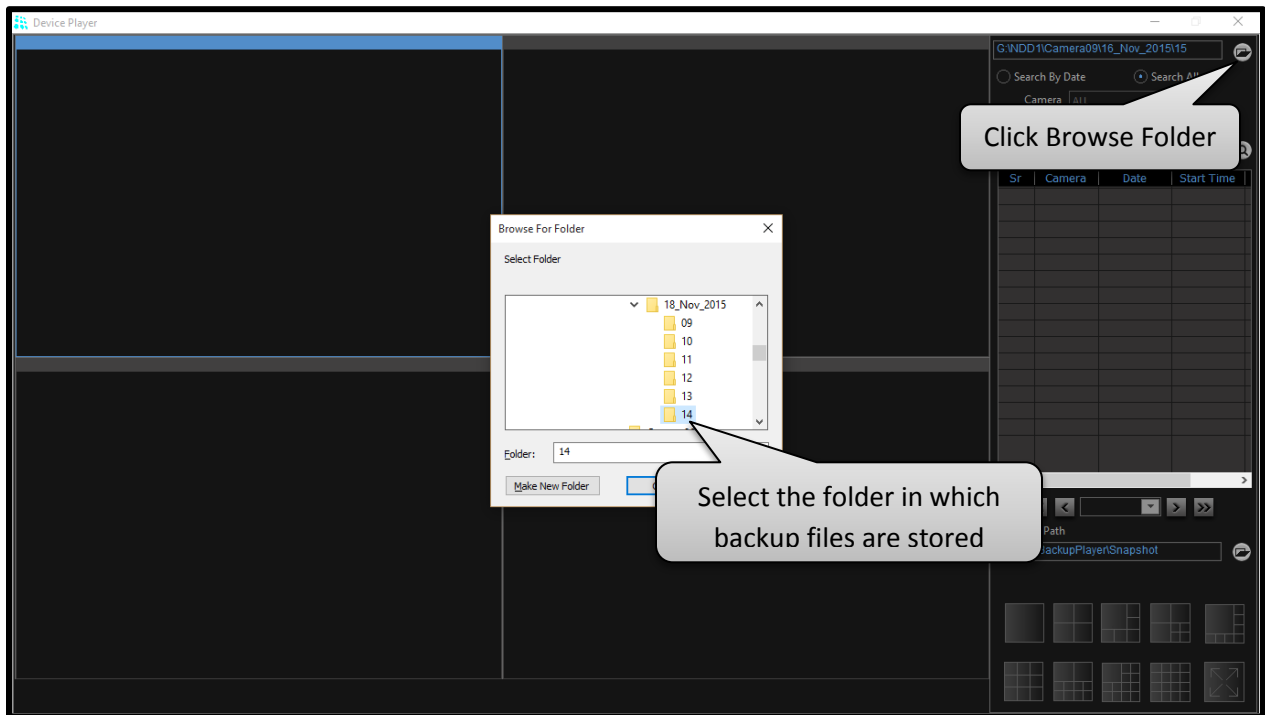 Device Player
G:\NDD1\Camera09\16_Nov_2015\15
Search By Date
Search All
Camera ALL
Click Browse Folder
Sr Camera Date Start Time
Browse For Folder
Select Folder
18_Nov_2015
09
10
11
12
13
14
Folder: 14
Make New Folder
Select the folder in which
backup files are stored
Path
ackupPlayer\Snapshot